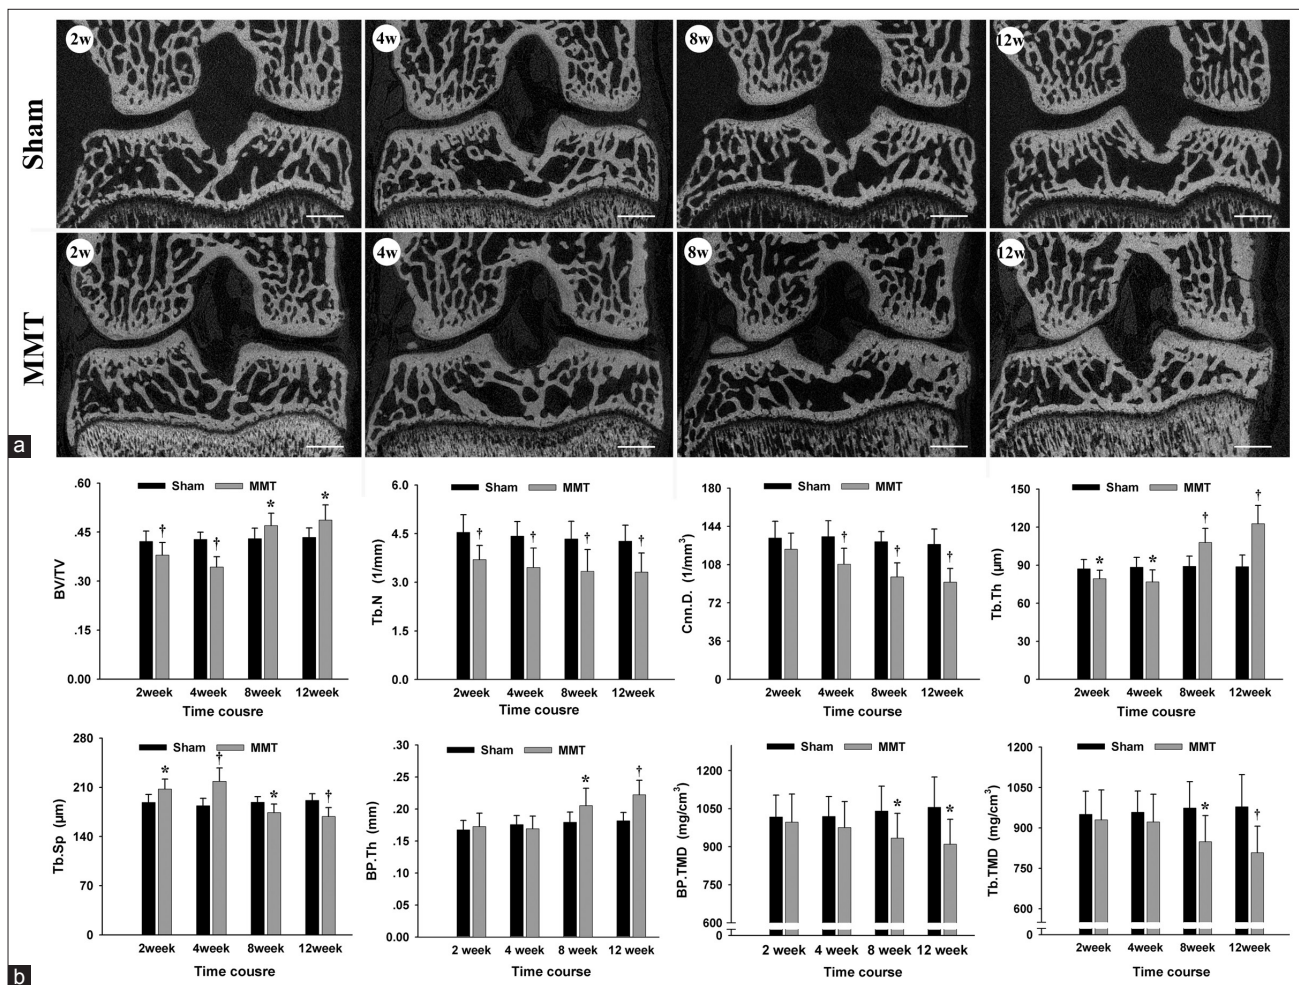 Sham
2w
4w
8w
12w
MMT
2w
4w
8w
12w
a
Sham MMT
BV/TV
.60
.45
.30
.15
0.00
* * † †
2week 4week 8week 12week
Time cousre
Sham MMT
Tb.N (1/mm)
6.0
4.5
3.0
1.5
0.0
† † † †
2week 4week 8week 12week
Time cousre
Sham MMT
Cnn.D. (1/mm³)
180
144
108
72
36
0
† † †
2week 4week 8week 12week
Time course
Sham MMT
Tb.Th (µm)
150
120
90
60
30
0
* * † †
2week 4week 8week 12week
Time course
Sham MMT
Tb.Sp (µm)
280
210
140
70
0
* † * †
2week 4week 8week 12week
Time cousre
Sham MMT
BP.Th (mm)
.30
.25
.20
.15
.10
.05
0.00
* †
2 week 4 week 8 week 12 week
Time course
Sham MMT
BP.TMD (mg/cm³)
1200
1050
900
750
600
0
* *
2 week 4 week 8 week 12 week
Time course
Sham MMT
Tb.TMD (mg/cm³)
1200
1050
900
750
600
0
* †
2week 4week 8week 12week
Time course
b